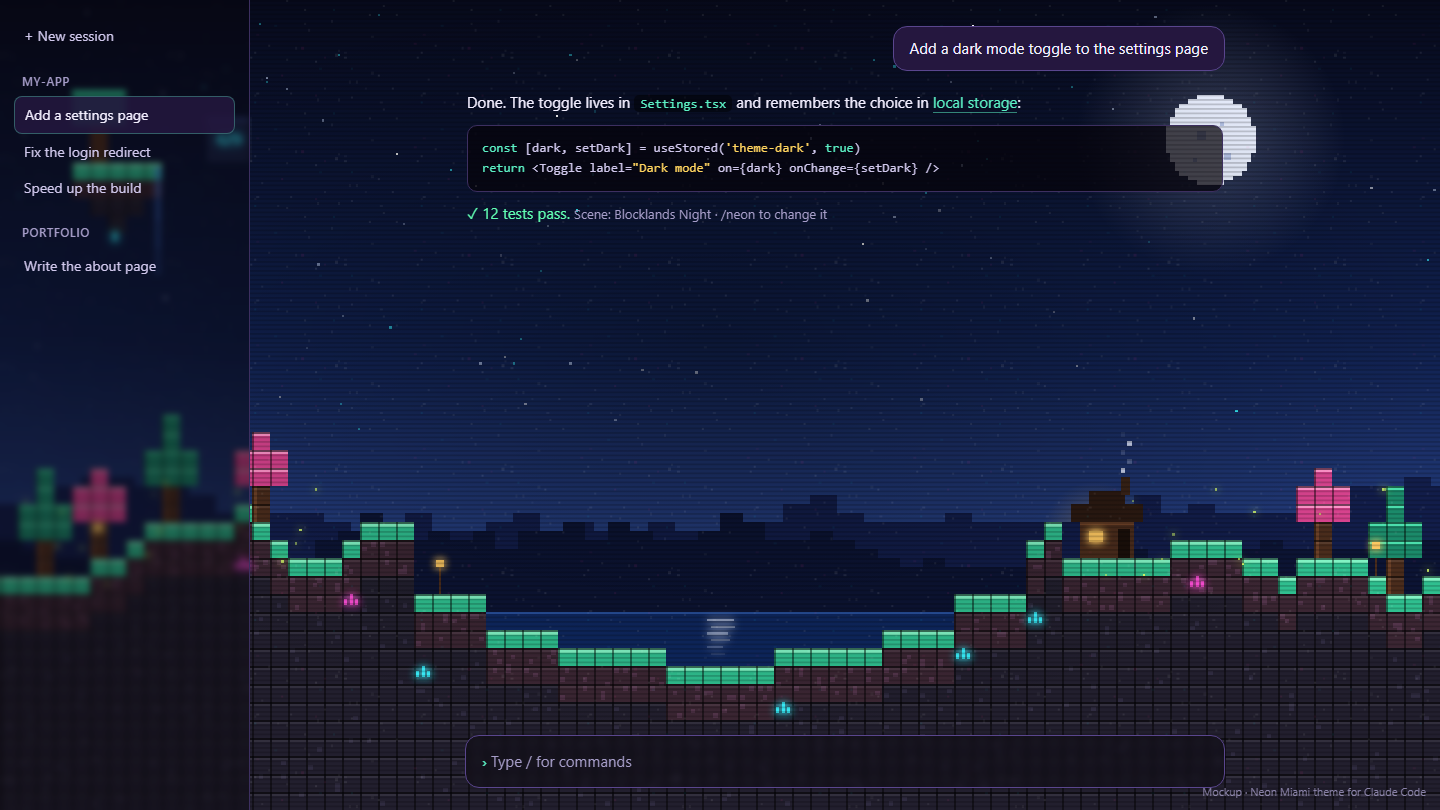 + New session
MY-APP
Add a settings page
Fix the login redirect
Speed up the build
PORTFOLIO
Write the about page
Add a dark mode toggle to the settings page
Done. The toggle lives in Settings.tsx and remembers the choice in local storage:
const [dark, setDark] = useStored('theme-dark', true)
return <Toggle label="Dark mode" on={dark} onChange={setDark} />
✓ 12 tests pass. Scene: Blocklands Night · /neon to change it
› Type / for commands
Mockup · Neon Miami theme for Claude Code